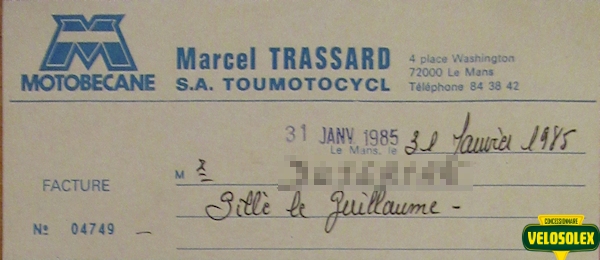 MOTOBECANE
Marcel TRASSARD
S.A. TOUMOTOCYCL
4 place Washington
72000 Le Mans
Téléphone 84 38 42
31 JANV 1985
Le Mans, le 31 Janvier 1985
M
FACTURE
Sillé le Guillaume -
No 04749 -
CONCESSIONNAIRE
VELOSOLEX